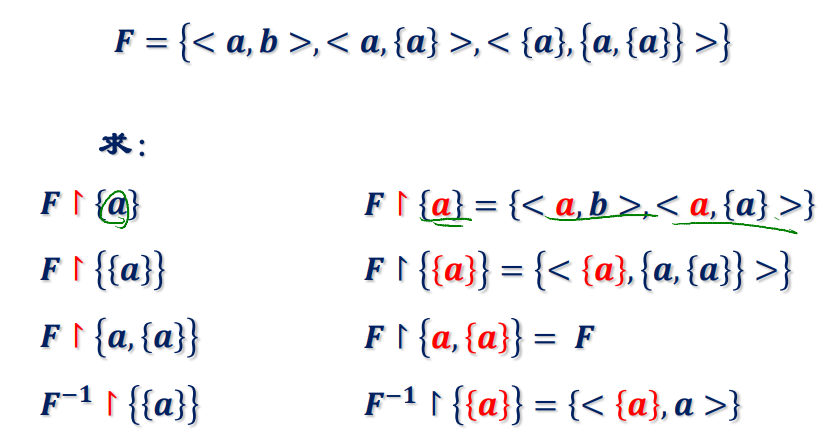 F = {< a, b >, < a, {a} >, < {a}, {a, {a}} >}
求：
F ↾ {a}
F ↾ {a} = {< a, b >, < a, {a} >}
F ↾ {{a}}
F ↾ {{a}} = {< {a}, {a, {a}} >}
F ↾ {a, {a}}
F ↾ {a, {a}} = F
F⁻¹ ↾ {{a}}
F⁻¹ ↾ {{a}} = {< {a}, a >}